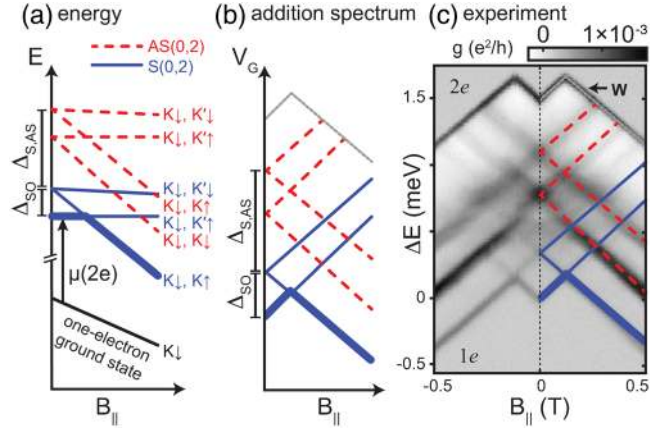 (a) energy
E
AS(0,2)
S(0,2)
K↓, K'↓
K↓, K'↑
Δ_S,AS
Δ_SO
K↓, K'↓
K↓, K↑
K↓, K'↑
K↓, K↓
K↓, K↑
μ(2e)
one-electron
ground state
K↓
B_||
(b) addition spectrum
V_G
Δ_S,AS
Δ_SO
B_||
(c) experiment
g (e²/h)
0
1×10⁻³
2e
W
1.5
1.0
0.5
0
-0.5
ΔE (meV)
1e
-0.5
0
0.5
B_|| (T)